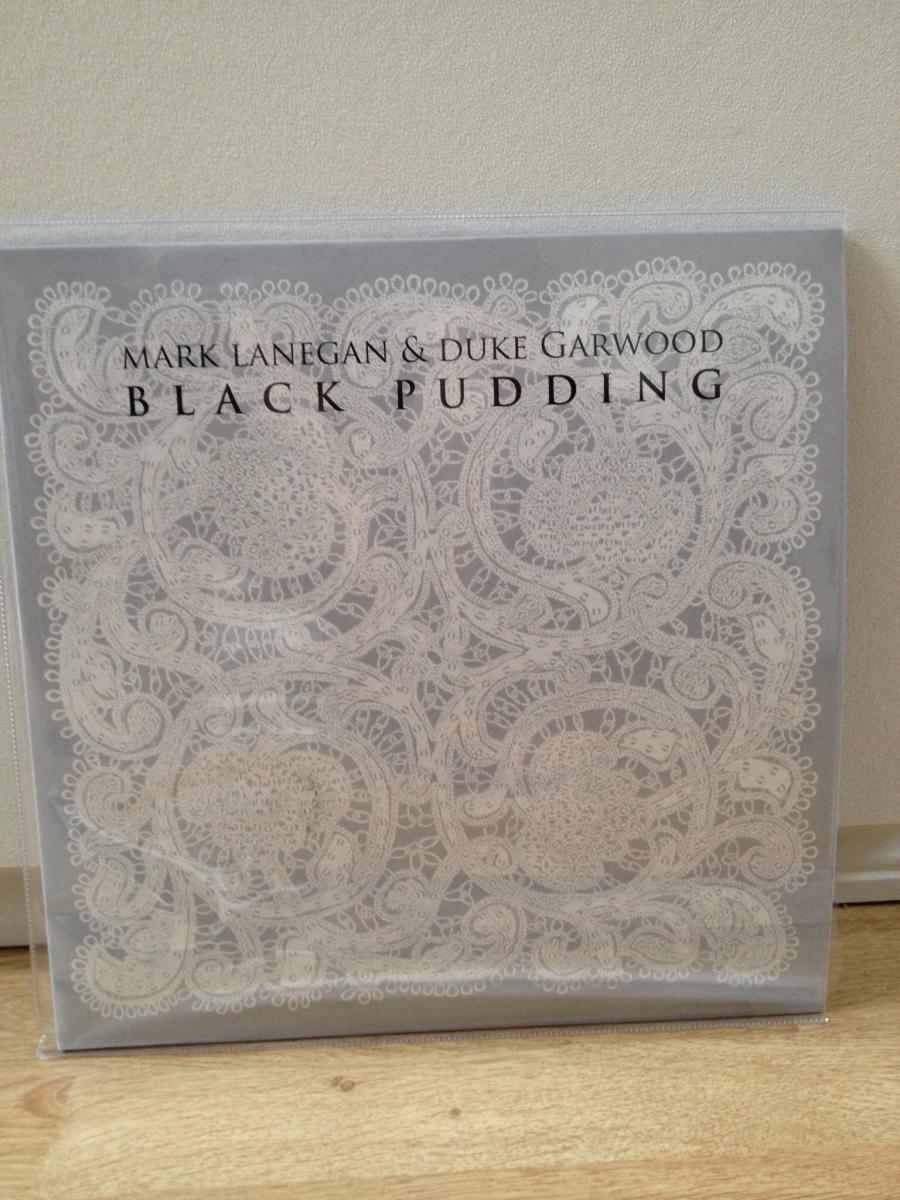 MARK LANEGAN & DUKE GARWOOD
BLACK PUDDING